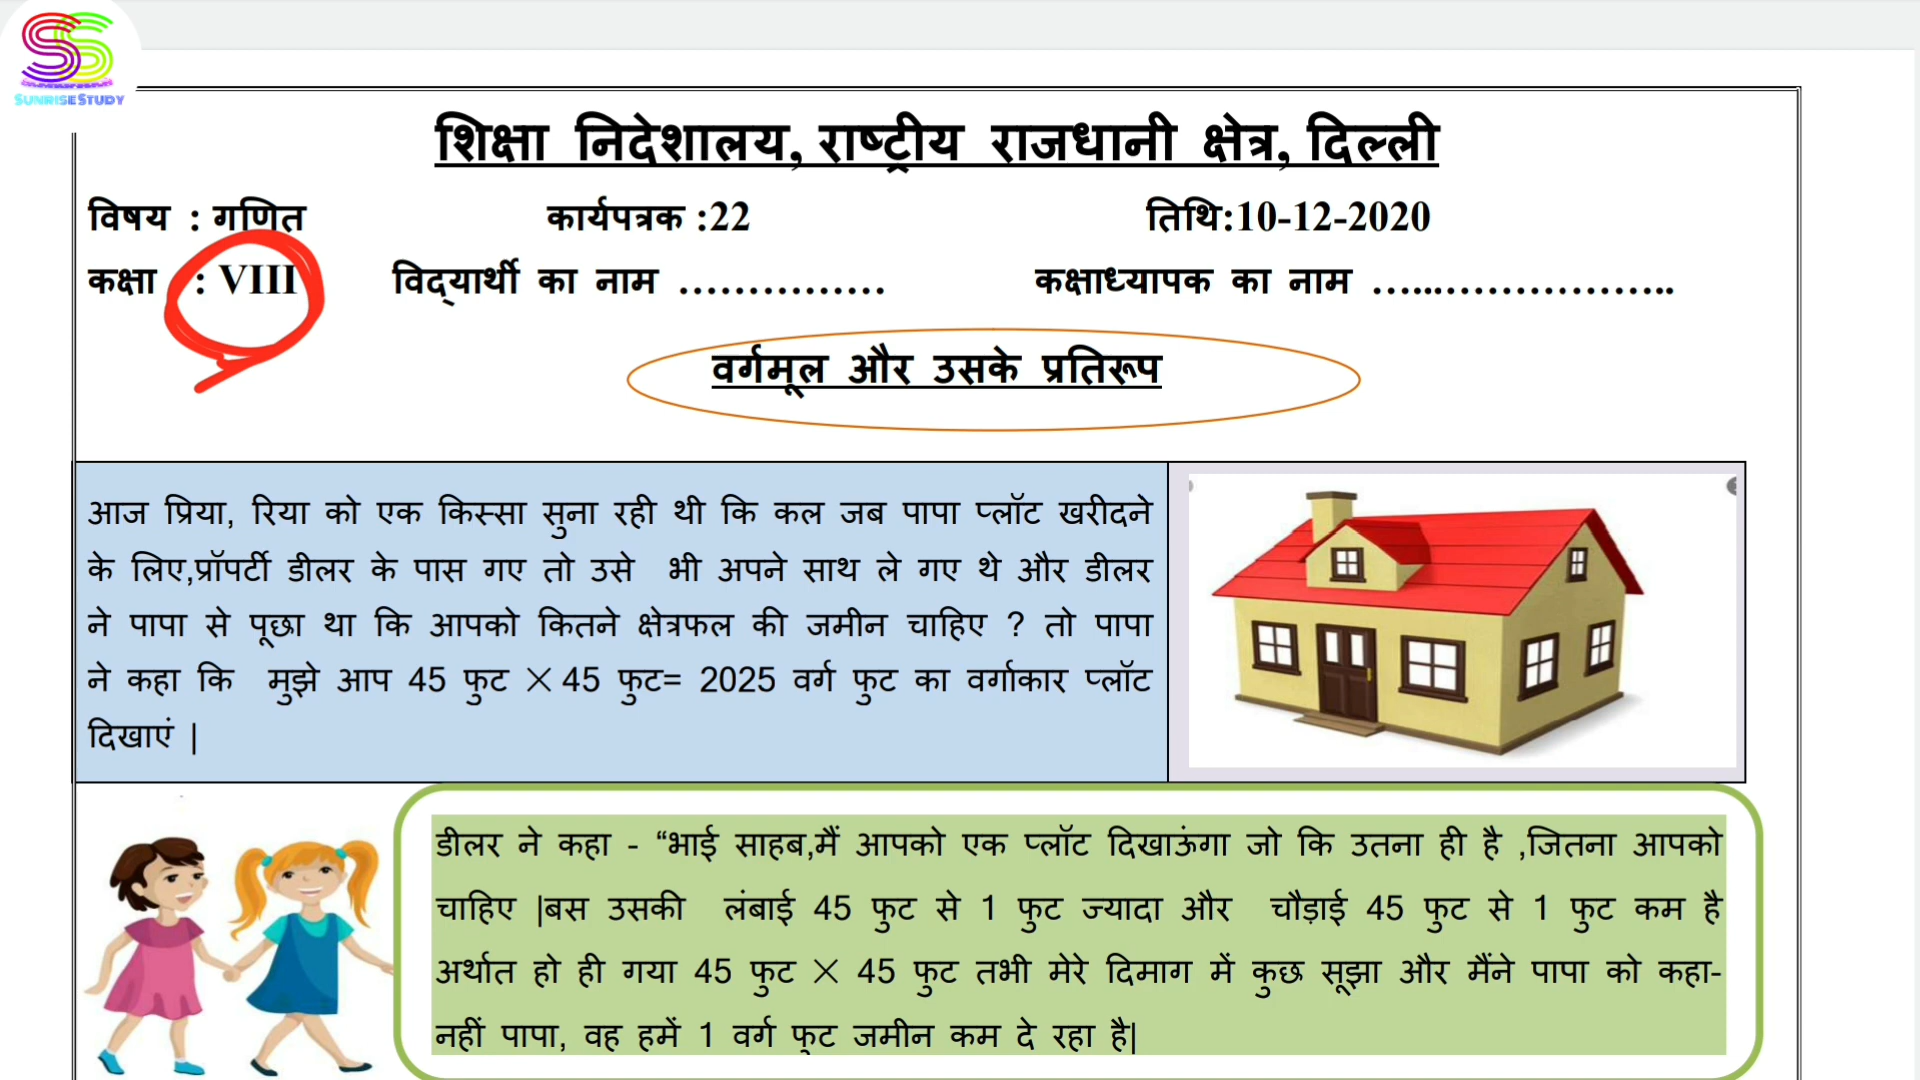 SUNRISE STUDY
शिक्षा निदेशालय, राष्ट्रीय राजधानी क्षेत्र, दिल्ली
विषय : गणित कार्यपत्रक :22 तिथि:10-12-2020
कक्षा : VIII विद्यार्थी का नाम …………… कक्षाध्यापक का नाम …...……………..
वर्गमूल और उसके प्रतिरूप
आज प्रिया, रिया को एक किस्सा सुना रही थी कि कल जब पापा प्लॉट खरीदने
के लिए,प्रॉपर्टी डीलर के पास गए तो उसे भी अपने साथ ले गए थे और डीलर
ने पापा से पूछा था कि आपको कितने क्षेत्रफल की जमीन चाहिए ? तो पापा
ने कहा कि मुझे आप 45 फुट × 45 फुट= 2025 वर्ग फुट का वर्गाकार प्लॉट
दिखाएं |
डीलर ने कहा - “भाई साहब,मैं आपको एक प्लॉट दिखाऊंगा जो कि उतना ही है ,जितना आपको
चाहिए |बस उसकी लंबाई 45 फुट से 1 फुट ज्यादा और चौड़ाई 45 फुट से 1 फुट कम है
अर्थात हो ही गया 45 फुट × 45 फुट तभी मेरे दिमाग में कुछ सूझा और मैंने पापा को कहा-
नहीं पापा, वह हमें 1 वर्ग फुट जमीन कम दे रहा है|